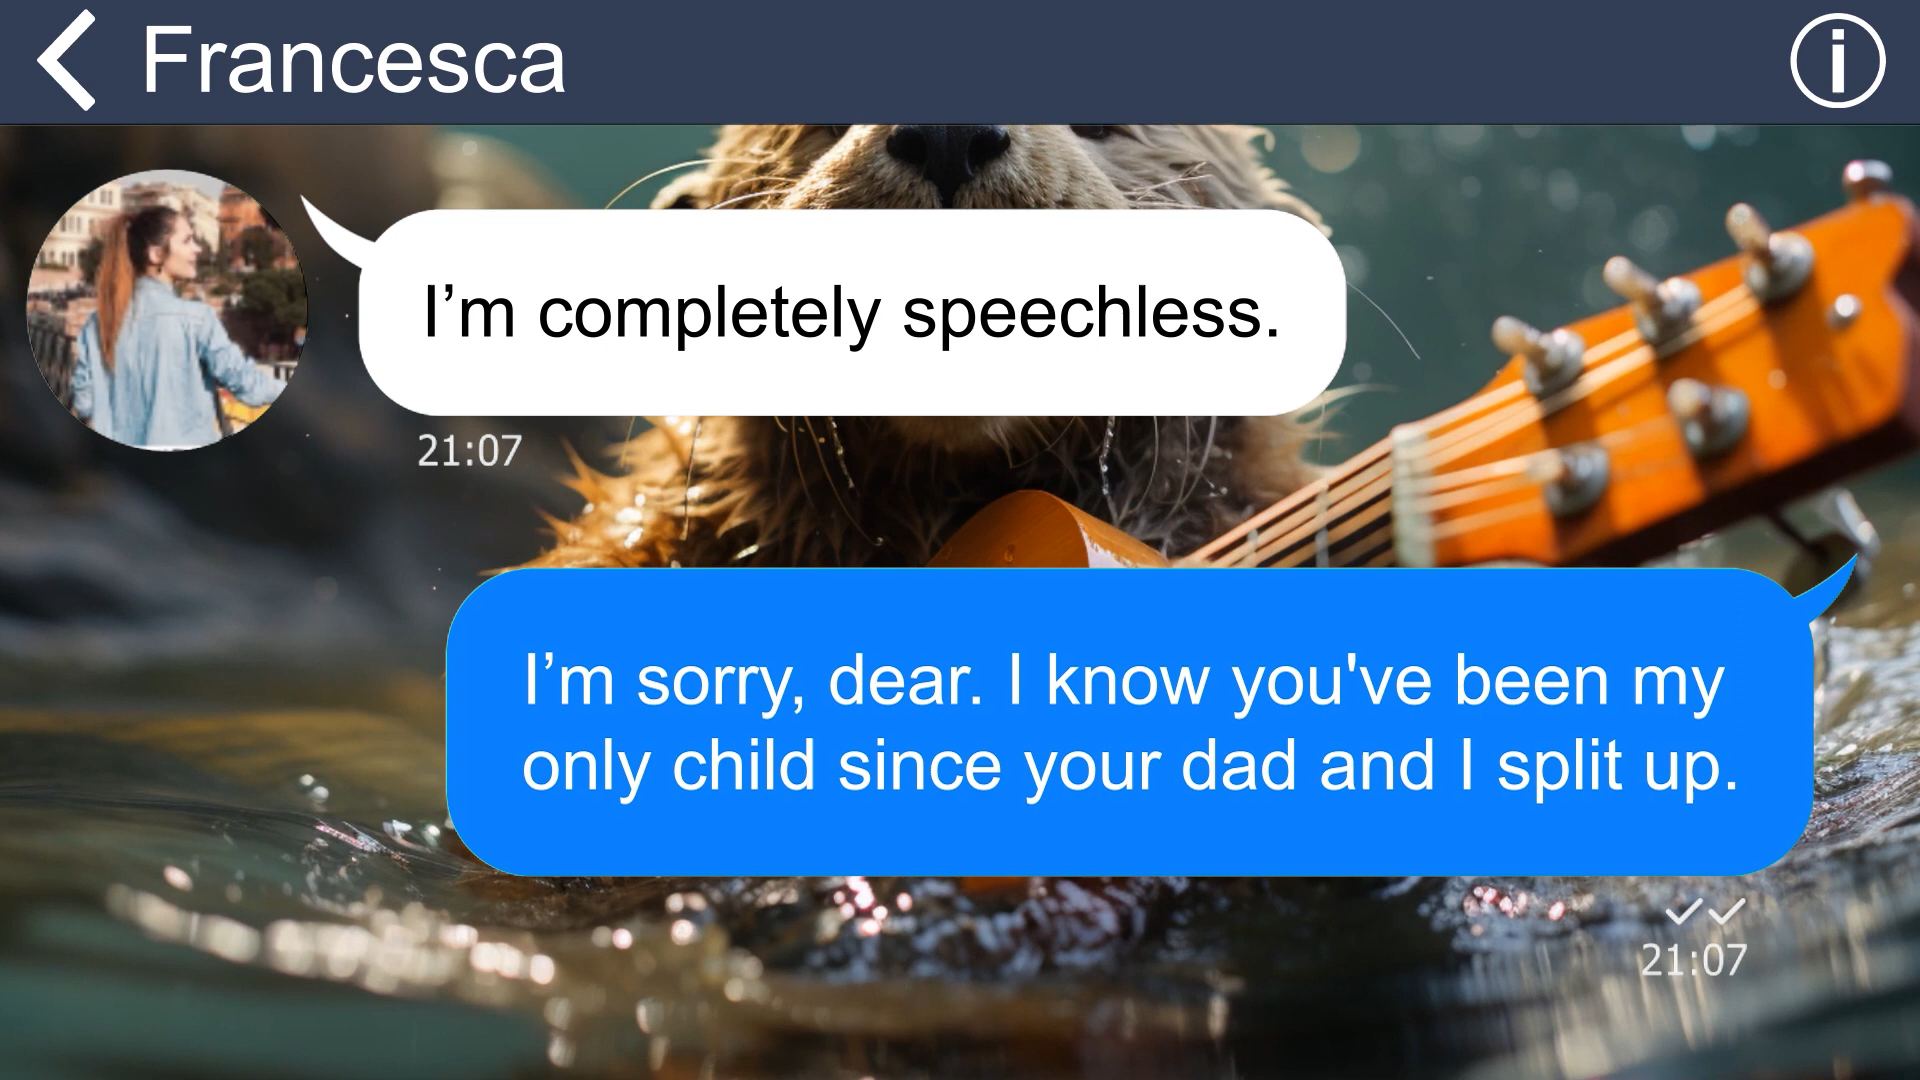 Francesca
I’m completely speechless.
21:07
I’m sorry, dear. I know you've been my
only child since your dad and I split up.
21:07